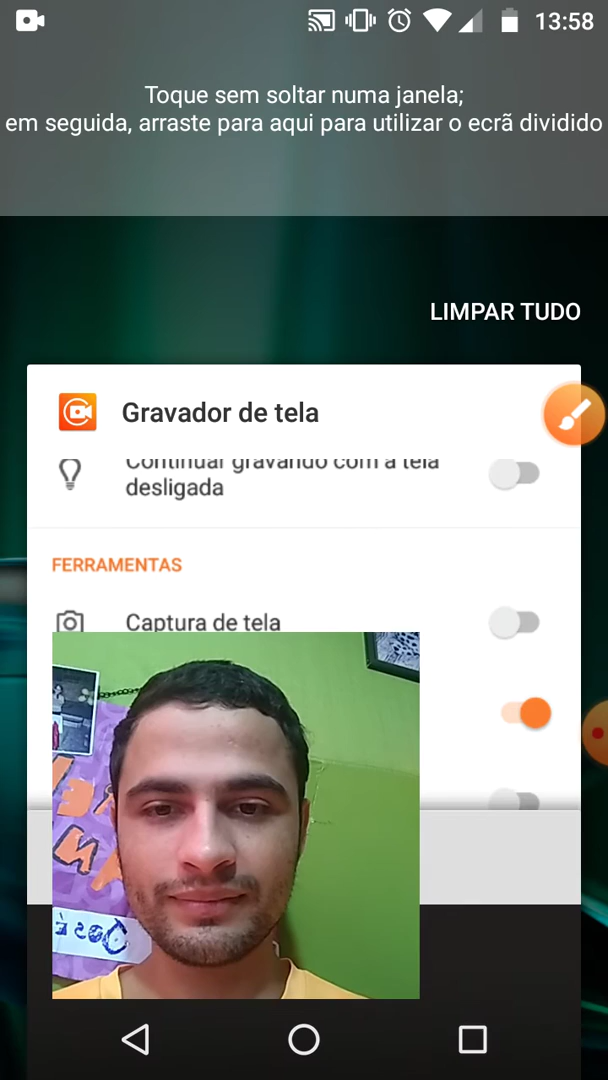 13:58
Toque sem soltar numa janela;
em seguida, arraste para aqui para utilizar o ecrã dividido
LIMPAR TUDO
Gravador de tela
Continuar gravando com a tela
desligada
FERRAMENTAS
Captura de tela
José